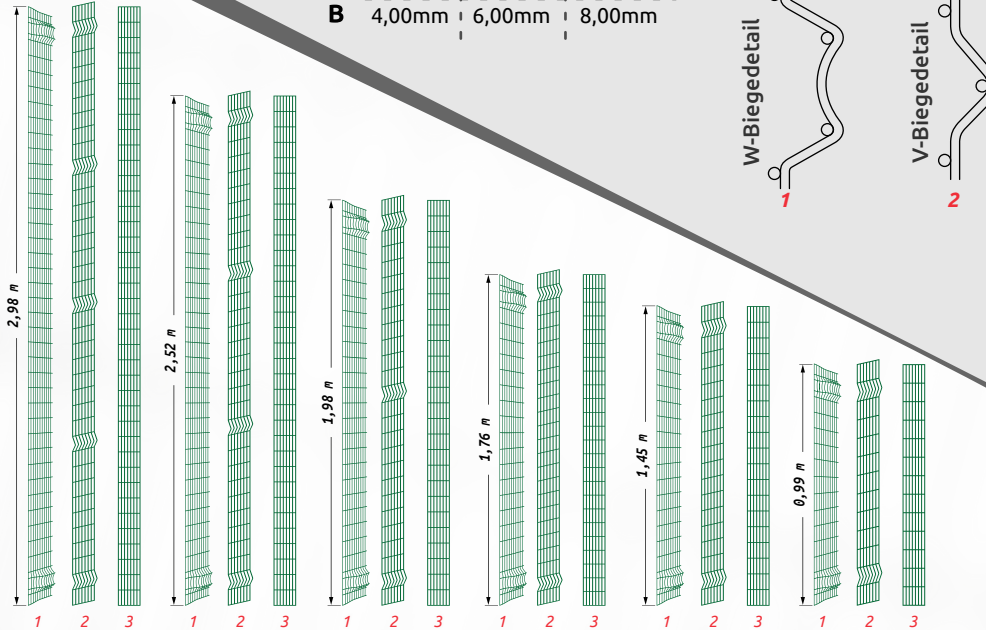 B
4,00mm 6,00mm 8,00mm
W-Biegedetail
1
V-Biegedetail
2
2,98 m
1 2 3
2,52 m
1 2 3
1,98 m
1 2 3
1,76 m
1 2 3
1,45 m
1 2 3
0,99 m
1 2 3